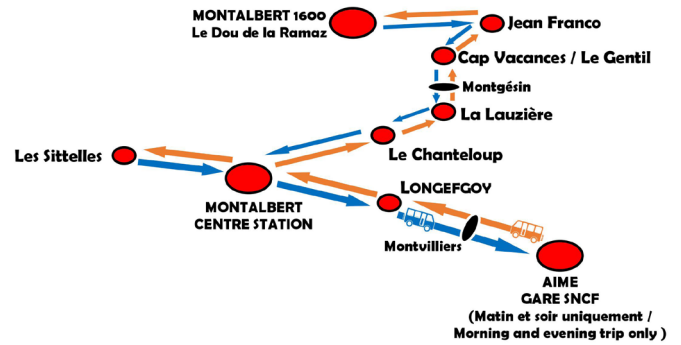 MONTALBERT 1600
Le Dou de la Ramaz
Jean Franco
Cap Vacances / Le Gentil
Montgésin
La Lauzière
Le Chanteloup
Les Sittelles
MONTALBERT
CENTRE STATION
LONGEFGOY
Montvilliers
AIME
GARE SNCF
(Matin et soir uniquement /
Morning and evening trip only )